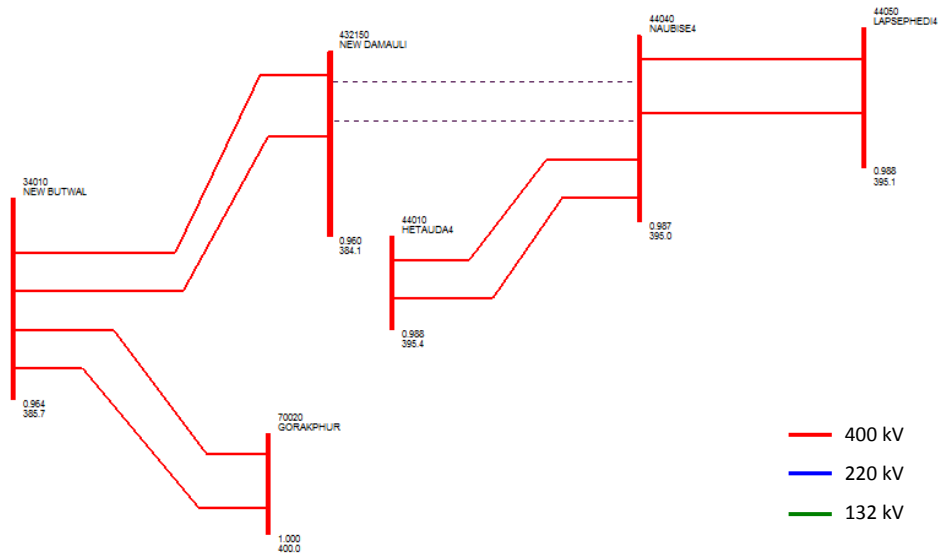 44050
LAPSEPHEDI4
44040
NAUBISE4
432150
NEW DAMAULI
34010
NEW BUTWAL
0.988
395.1
44010
HETAUDA4
0.987
395.0
0.960
384.1
0.988
395.4
0.964
385.7
70020
GORAKPHUR
400 kV
220 kV
132 kV
1.000
400.0